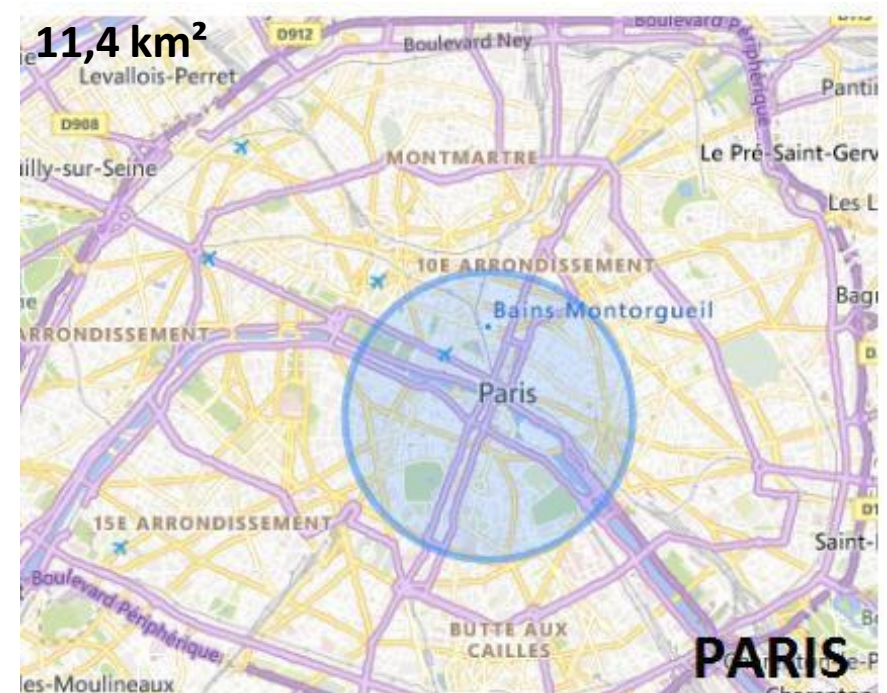 11,4 km²
D912
Boulevard Ney
Boulevard Périphérique
Levallois-Perret
Pantin
D908
MONTMARTRE
Le Pré-Saint-Gerv
illy-sur-Seine
Les L
10E ARRONDISSEMENT
Bagn
Bains Montorgueil
ARRONDISSEMENT
Paris
15E ARRONDISSEMENT
Saint-
Boulevard Périphérique
BUTTE AUX
CAILLES
PARIS
les-Moulineaux